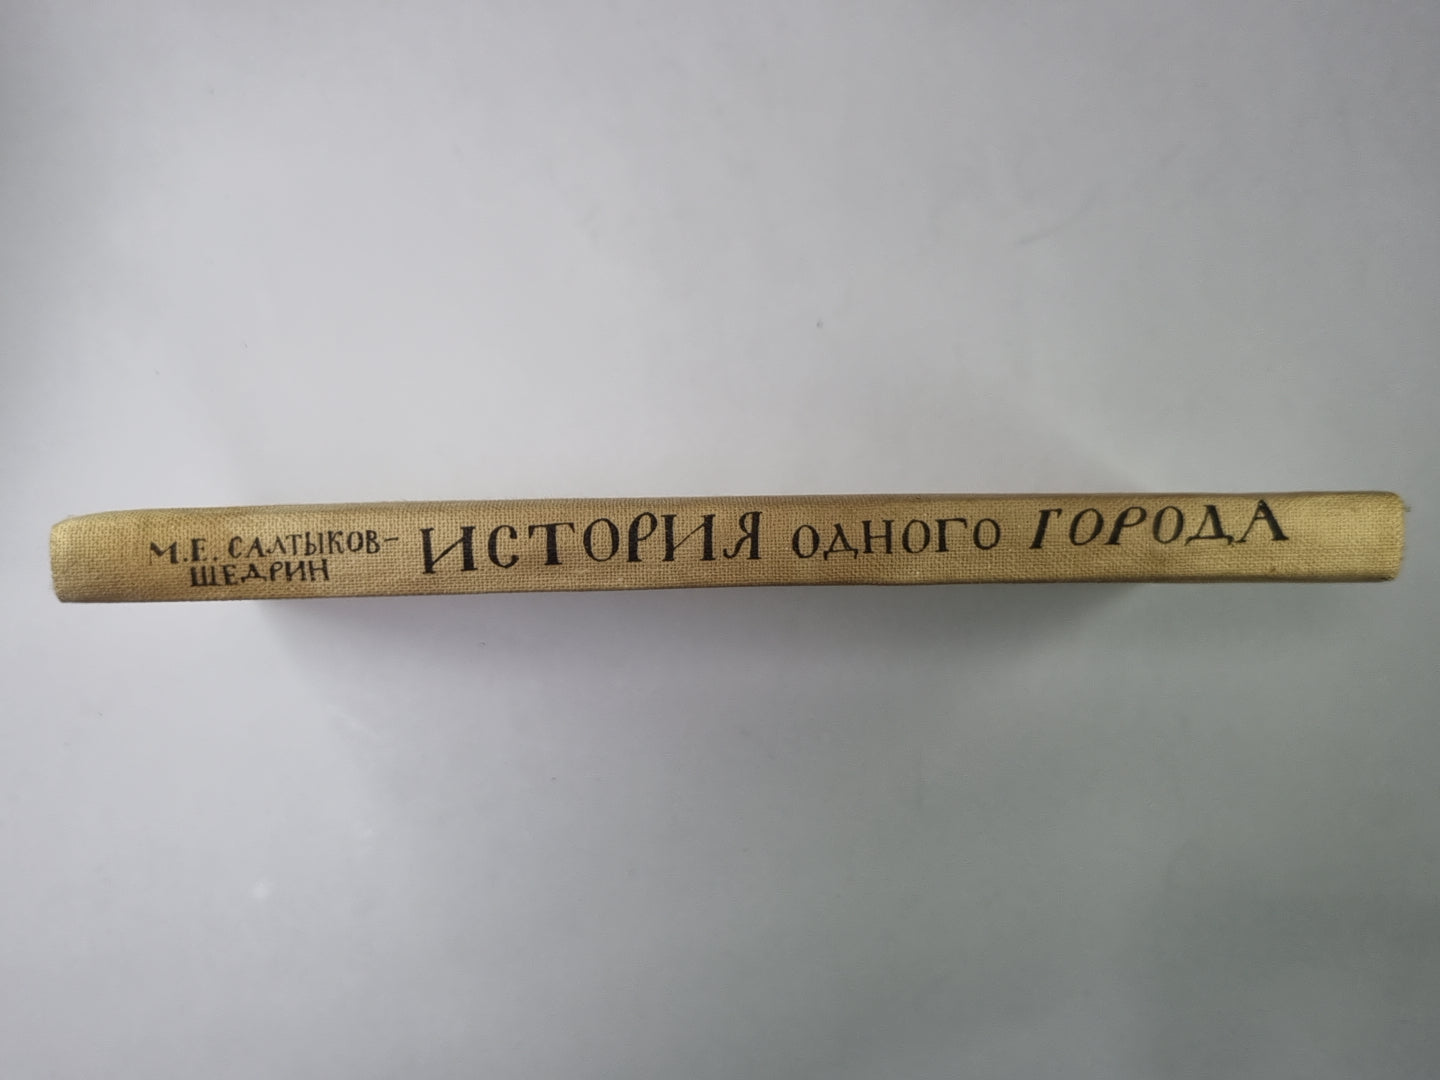 М.Е. САЛТЫКОВ-
ЩЕДРИН
ИСТОРИЯ ОДНОГО ГОРОДА